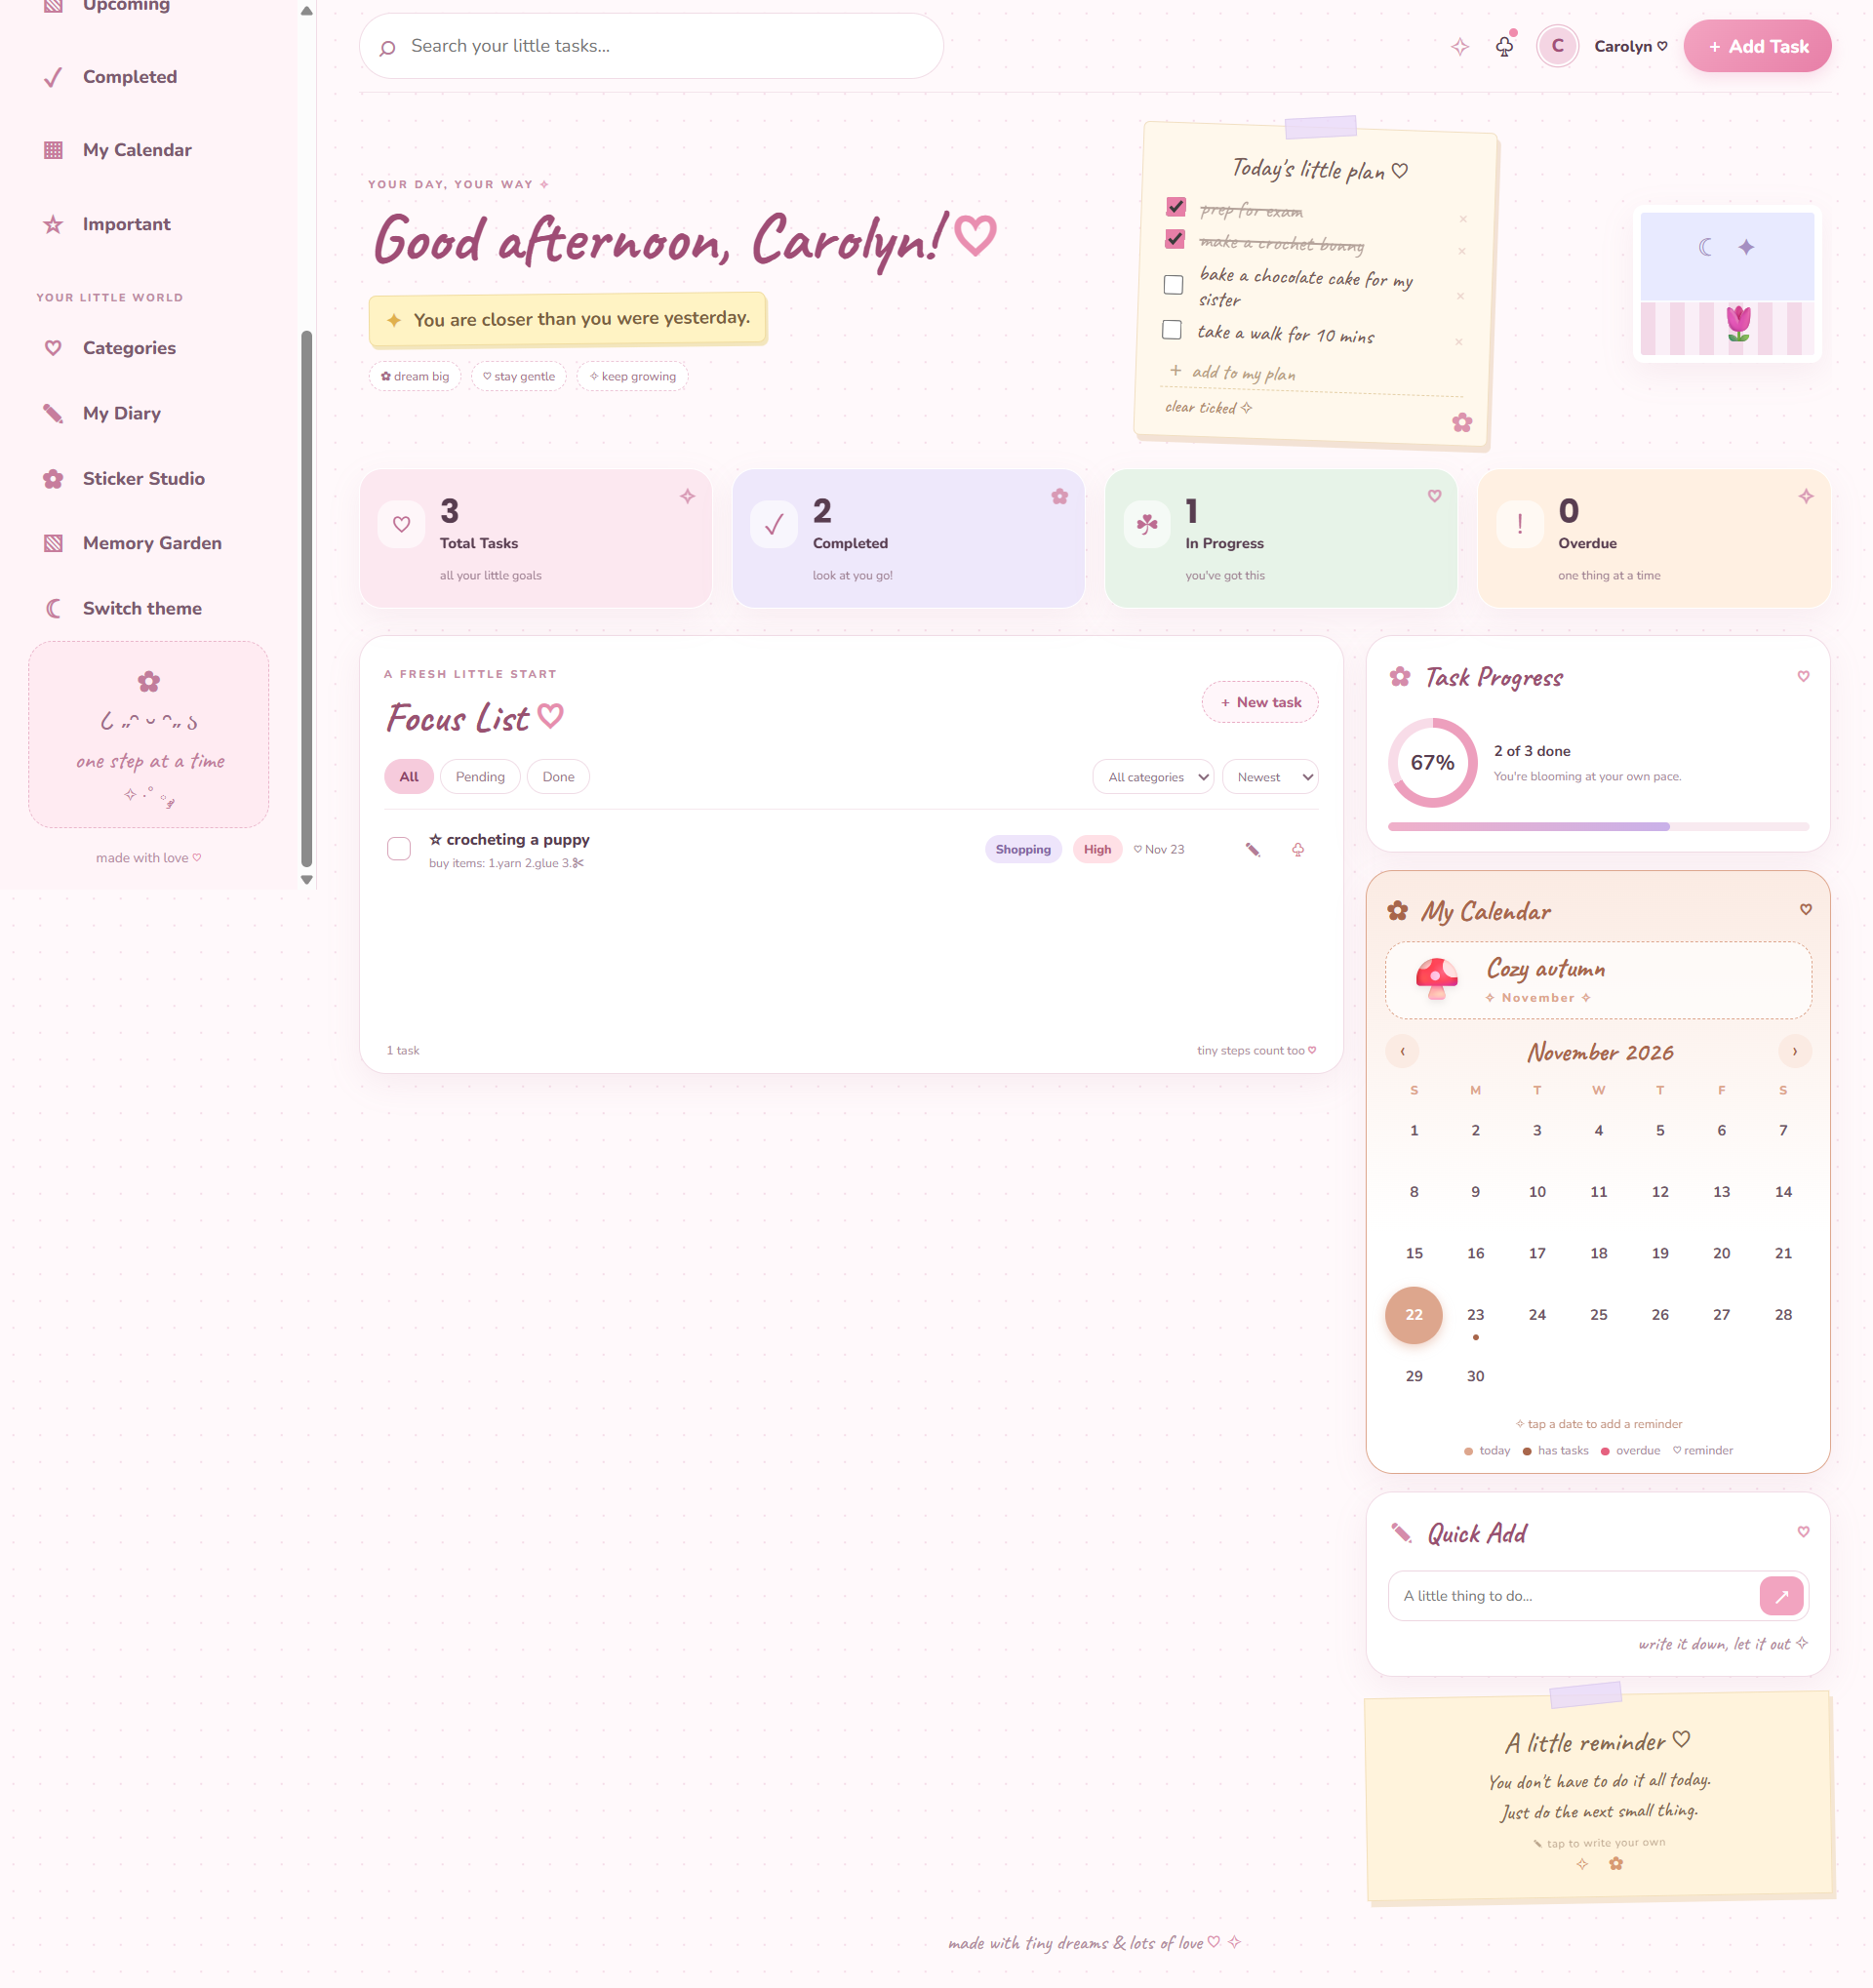 Upcoming
Completed
My Calendar
Important
YOUR LITTLE WORLD
Categories
My Diary
Sticker Studio
Memory Garden
Switch theme
one step at a time
made with love ♡
Search your little tasks...
C
Carolyn ♡
+ Add Task
YOUR DAY, YOUR WAY ✧
Good afternoon, Carolyn!♡
✦ You are closer than you were yesterday.
✿ dream big
♡ stay gentle
✧ keep growing
Today's little plan ♡
prep for exam
make a crochet bonny
bake a chocolate cake for my
sister
take a walk for 10 mins
+ add to my plan
clear ticked ✧
3
Total Tasks
all your little goals
2
Completed
look at you go!
1
In Progress
you've got this
!
0
Overdue
one thing at a time
A FRESH LITTLE START
Focus List ♡
+ New task
All
Pending
Done
All categories
Newest
☆ crocheting a puppy
buy items: 1.yarn 2.glue 3.✂
Shopping
High
♡ Nov 23
1 task
tiny steps count too ♡
Task Progress
67%
2 of 3 done
You're blooming at your own pace.
My Calendar
Cozy autumn
✧ November ✧
‹ November 2026 ›
S M T W T F S
1 2 3 4 5 6 7
8 9 10 11 12 13 14
15 16 17 18 19 20 21
22 23 24 25 26 27 28
29 30
✧ tap a date to add a reminder
today has tasks overdue ♡ reminder
Quick Add
A little thing to do...
write it down, let it out ✧
A little reminder ♡
You don't have to do it all today.
Just do the next small thing.
✎ tap to write your own
made with tiny dreams & lots of love ♡ ✧